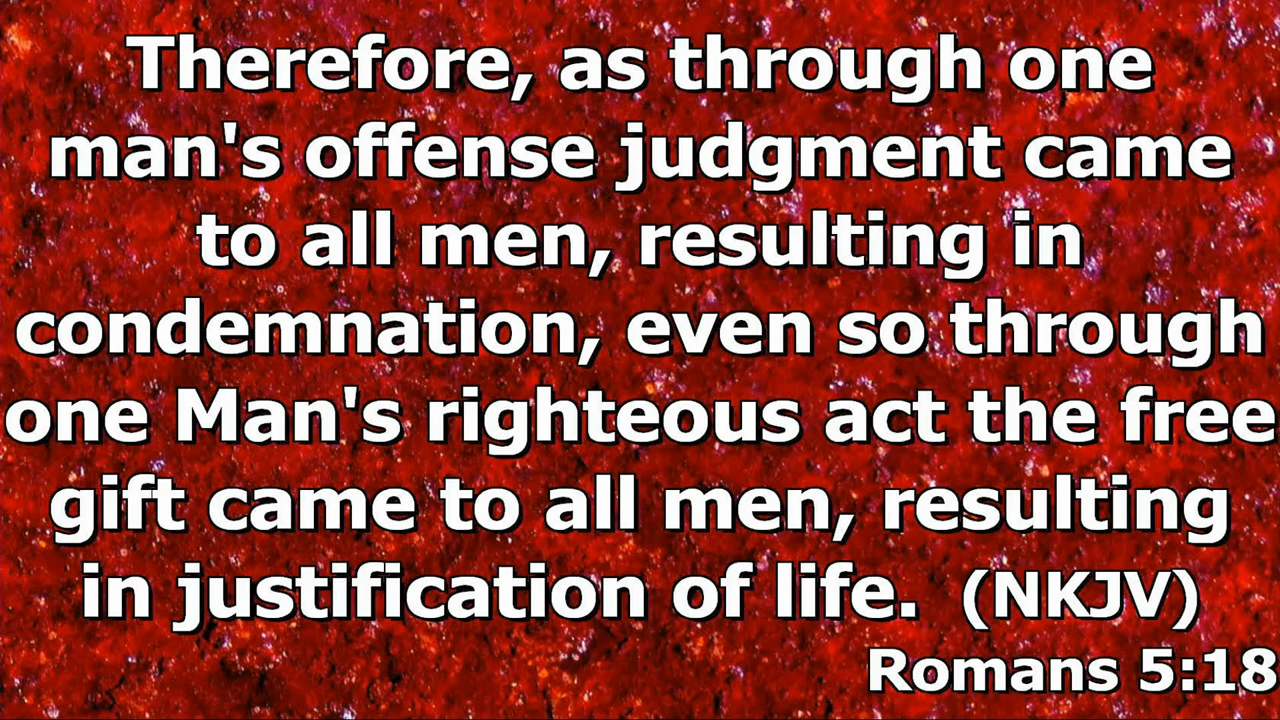 Therefore, as through one
man's offense judgment came
to all men, resulting in
condemnation, even so through
one Man's righteous act the free
gift came to all men, resulting
in justification of life.  (NKJV)
Romans 5:18